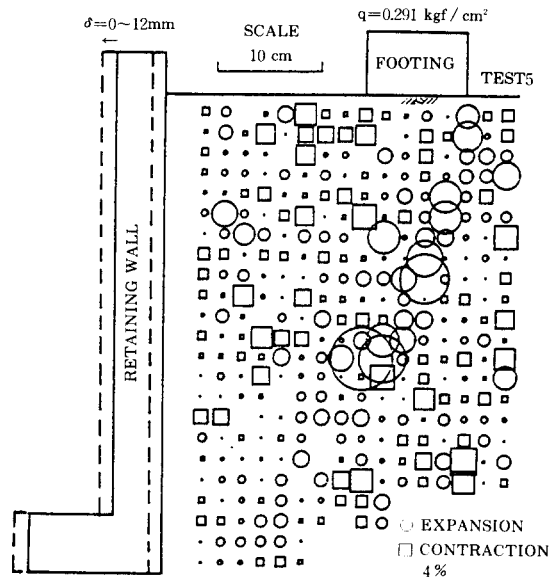 δ=0~12mm
SCALE
10 cm
q=0.291 kgf / cm²
FOOTING
TEST5
RETAINING WALL
EXPANSION
CONTRACTION
4%